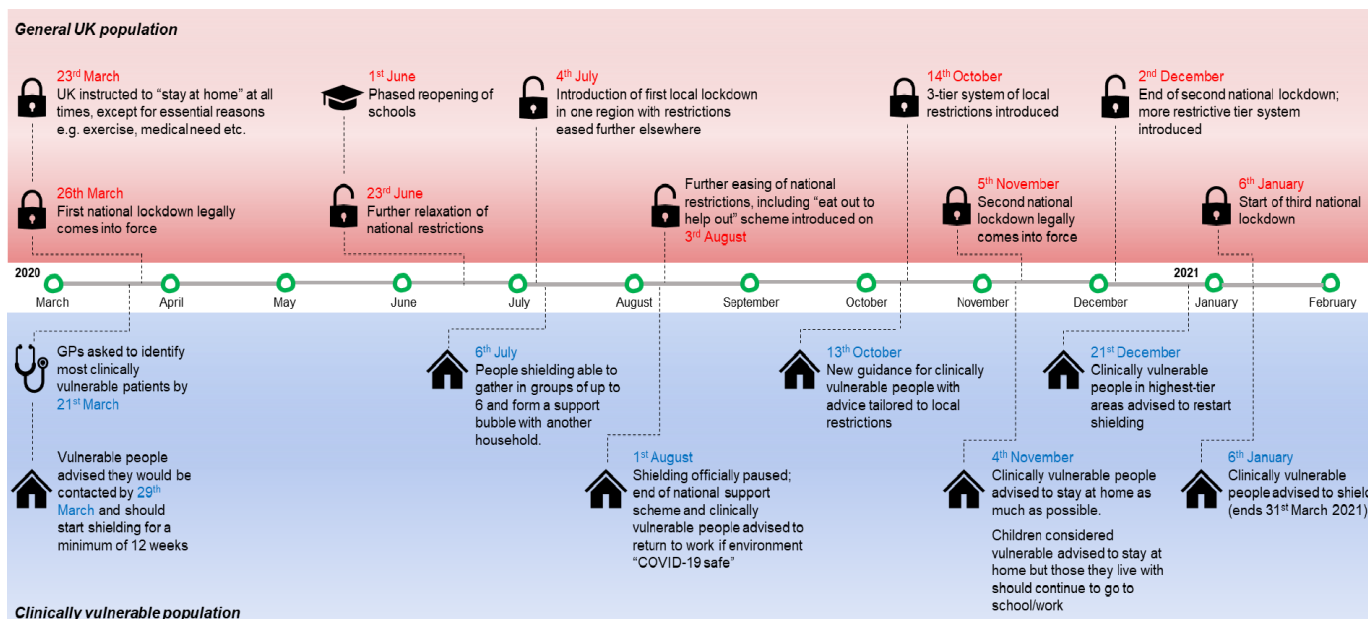 General UK population
23rd March
UK instructed to “stay at home” at all
times, except for essential reasons
e.g. exercise, medical need etc.
1st June
Phased reopening of
schools
4th July
Introduction of first local lockdown
in one region with restrictions
eased further elsewhere
14th October
3-tier system of local
restrictions introduced
2nd December
End of second national lockdown;
more restrictive tier system
introduced
26th March
First national lockdown legally
comes into force
23rd June
Further relaxation of
national restrictions
Further easing of national
restrictions, including “eat out to
help out” scheme introduced on
3rd August
5th November
Second national
lockdown legally
comes into force
6th January
Start of third national
lockdown
2020
2021
March
April
May
June
July
August
September
October
November
December
January
February
GPs asked to identify
most clinically
vulnerable patients by
21st March
6th July
People shielding able to
gather in groups of up to
6 and form a support
bubble with another
household.
13th October
New guidance for clinically
vulnerable people with
advice tailored to local
restrictions
21st December
Clinically vulnerable
people in highest-tier
areas advised to restart
shielding
Vulnerable people
advised they would be
contacted by 29th
March and should
start shielding for a
minimum of 12 weeks
1st August
Shielding officially paused;
end of national support
scheme and clinically
vulnerable people advised to
return to work if environment
“COVID-19 safe”
4th November
Clinically vulnerable people
advised to stay at home as
much as possible.
Children considered
vulnerable advised to stay at
home but those they live with
should continue to go to
school/work
6th January
Clinically vulnerable
people advised to shield
(ends 31st March 2021)
Clinically vulnerable population